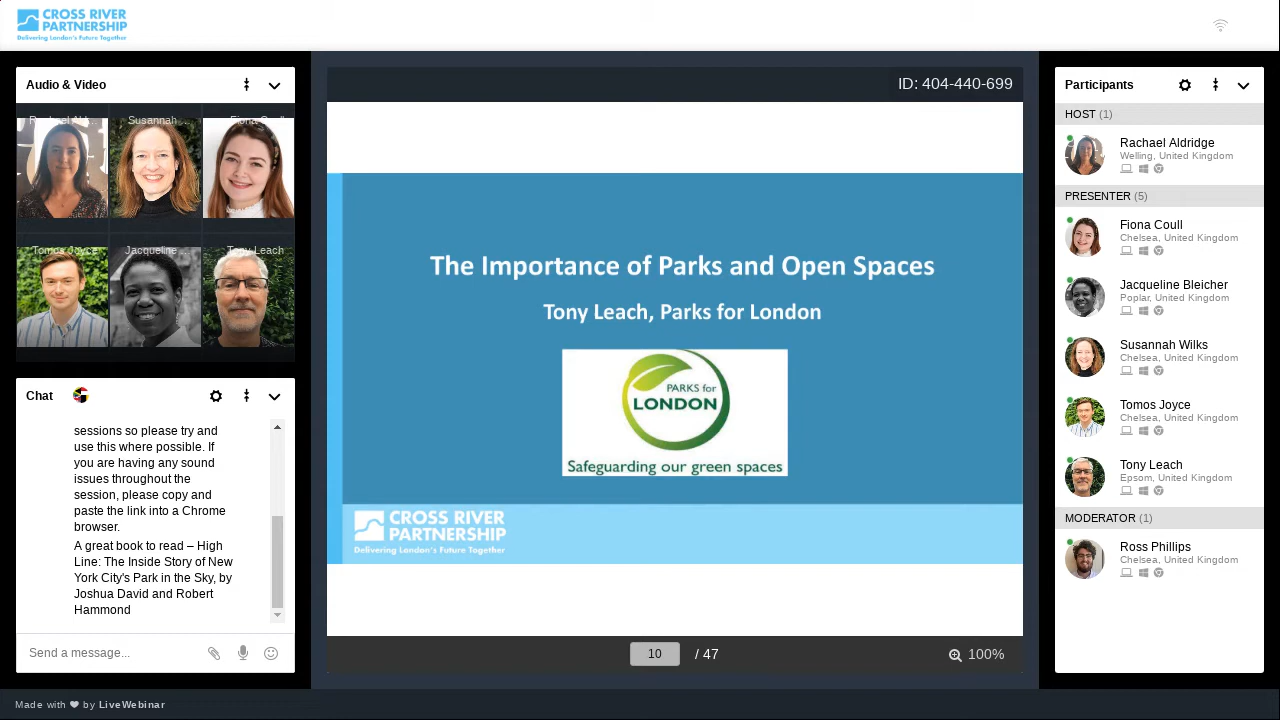 CROSS RIVER
PARTNERSHIP
Delivering London's Future Together
Audio & Video
Rachael Ald...
Susannah ...
Fiona Coull
Tomos Joyce
Jacqueline ...
Tony Leach
Chat
sessions so please try and
use this where possible. If
you are having any sound
issues throughout the
session, please copy and
paste the link into a Chrome
browser.
A great book to read – High
Line: The Inside Story of New
York City's Park in the Sky, by
Joshua David and Robert
Hammond
Send a message...
ID: 404-440-699
The Importance of Parks and Open Spaces
Tony Leach, Parks for London
PARKS for
LONDON
Safeguarding our green spaces
CROSS RIVER
PARTNERSHIP
Delivering London's Future Together
10 / 47
100%
Participants
HOST (1)
Rachael Aldridge
Welling, United Kingdom
PRESENTER (5)
Fiona Coull
Chelsea, United Kingdom
Jacqueline Bleicher
Poplar, United Kingdom
Susannah Wilks
Chelsea, United Kingdom
Tomos Joyce
Chelsea, United Kingdom
Tony Leach
Epsom, United Kingdom
MODERATOR (1)
Ross Phillips
Chelsea, United Kingdom
Made with ❤ by LiveWebinar